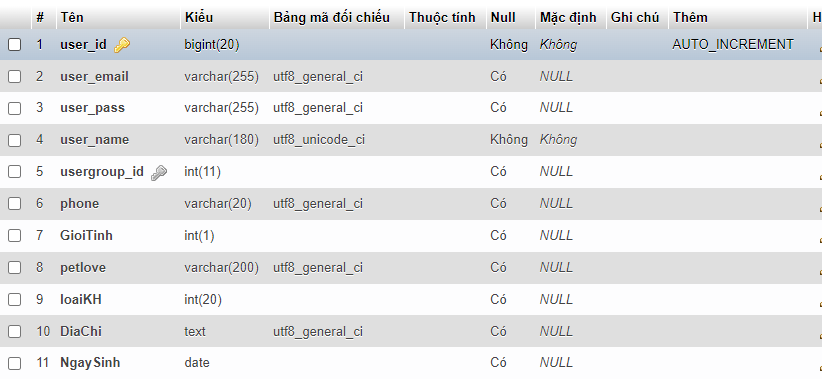 # Tên Kiểu Bảng mã đối chiếu Thuộc tính Null Mặc định Ghi chú Thêm H
1 user_id bigint(20) Không Không AUTO_INCREMENT
2 user_email varchar(255) utf8_general_ci Có NULL
3 user_pass varchar(255) utf8_general_ci Có NULL
4 user_name varchar(180) utf8_unicode_ci Không Không
5 usergroup_id int(11) Có NULL
6 phone varchar(20) utf8_general_ci Có NULL
7 GioiTinh int(1) Có NULL
8 petlove varchar(200) utf8_general_ci Có NULL
9 loaiKH int(20) Có NULL
10 DiaChi text utf8_general_ci Có NULL
11 NgaySinh date Có NULL